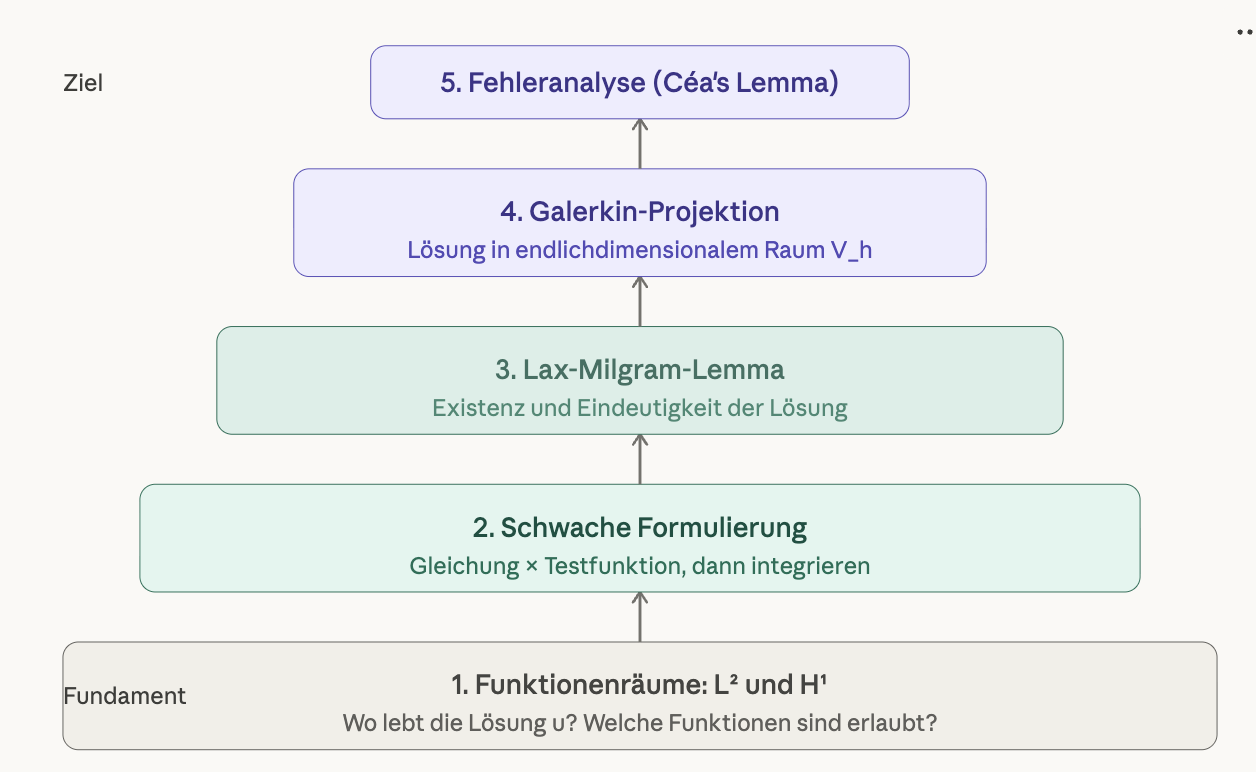 Ziel
5. Fehleranalyse (Céa's Lemma)
4. Galerkin-Projektion
Lösung in endlichdimensionalem Raum V_h
3. Lax-Milgram-Lemma
Existenz und Eindeutigkeit der Lösung
2. Schwache Formulierung
Gleichung × Testfunktion, dann integrieren
Fundament
1. Funktionenräume: L² und H¹
Wo lebt die Lösung u? Welche Funktionen sind erlaubt?